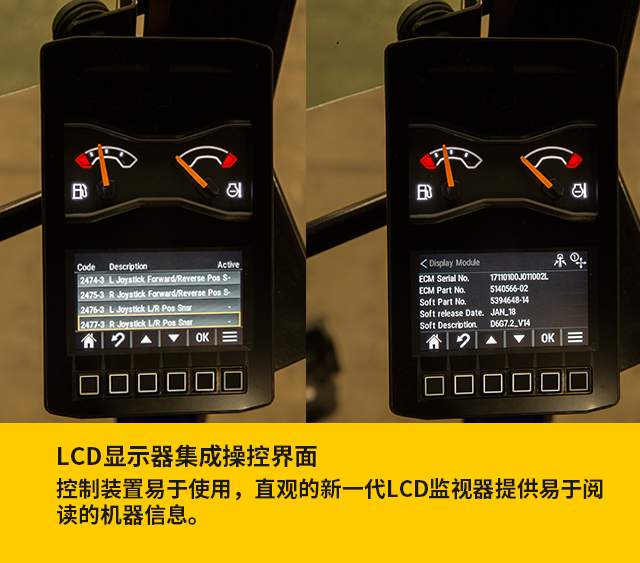 Code Description Active
2474-3 L Joystick Forward/Reverse Pos S-
2475-3 R Joystick Forward/Reverse Pos S-
2476-3 L Joystick L/R Pos Snsr -
2477-3 R Joystick L/R Pos Snsr -
OK
Display Module
ECM Serial No. 17110100J011002L
ECM Part No. 5140566-02
Soft Part No. 5394648-14
Soft release Date. JAN_18
Soft Description. D6G7.2_V14
OK
LCD显示器集成操控界面
控制装置易于使用，直观的新一代LCD监视器提供易于阅
读的机器信息。